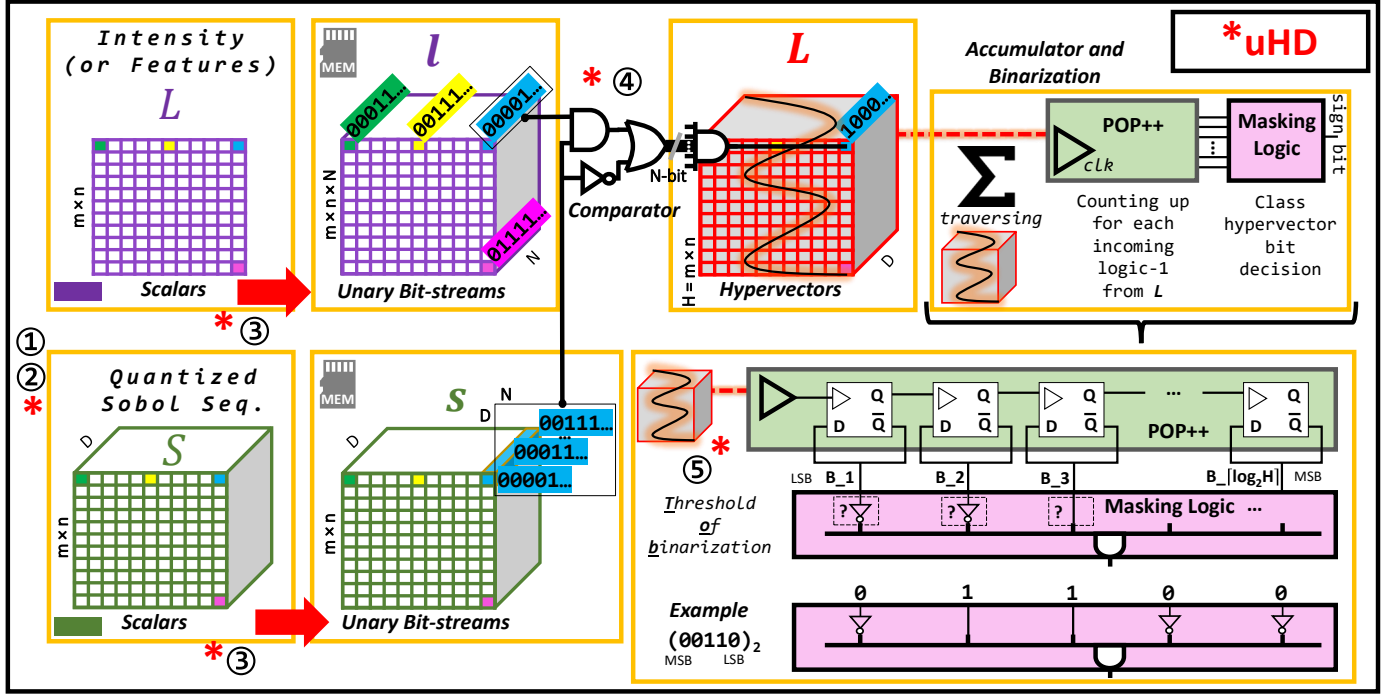 *uHD
Intensity
(or Features)
L
m×n
Scalars
* ③
MEM
l
00011...
00111...
00001...
01111...
m×n×N
N
Unary Bit-streams
* ④
Comparator
N-bit
L
1000...
H = m×n
D
Hypervectors
Accumulator and
Binarization
Σ
traversing
POP++
clk
Masking
Logic
sign bit
Counting up
for each
incoming
logic-1
from L
Class
hypervector
bit
decision
①
②
*
Quantized
Sobol Seq.
D
S
m×n
Scalars
* ③
MEM
s
D
N
D
00111...
...
00011...
00001...
m×n
Unary Bit-streams
* ⑤
Q
Q
Q
...
Q
D Q
D Q
D Q
D Q
POP++
LSB B_1 B_2 B_3 B_⌈log₂H⌉ MSB
Threshold
of
binarization
? ? ? Masking Logic ...
0 1 1 0 0
Example
(00110)₂
MSB LSB